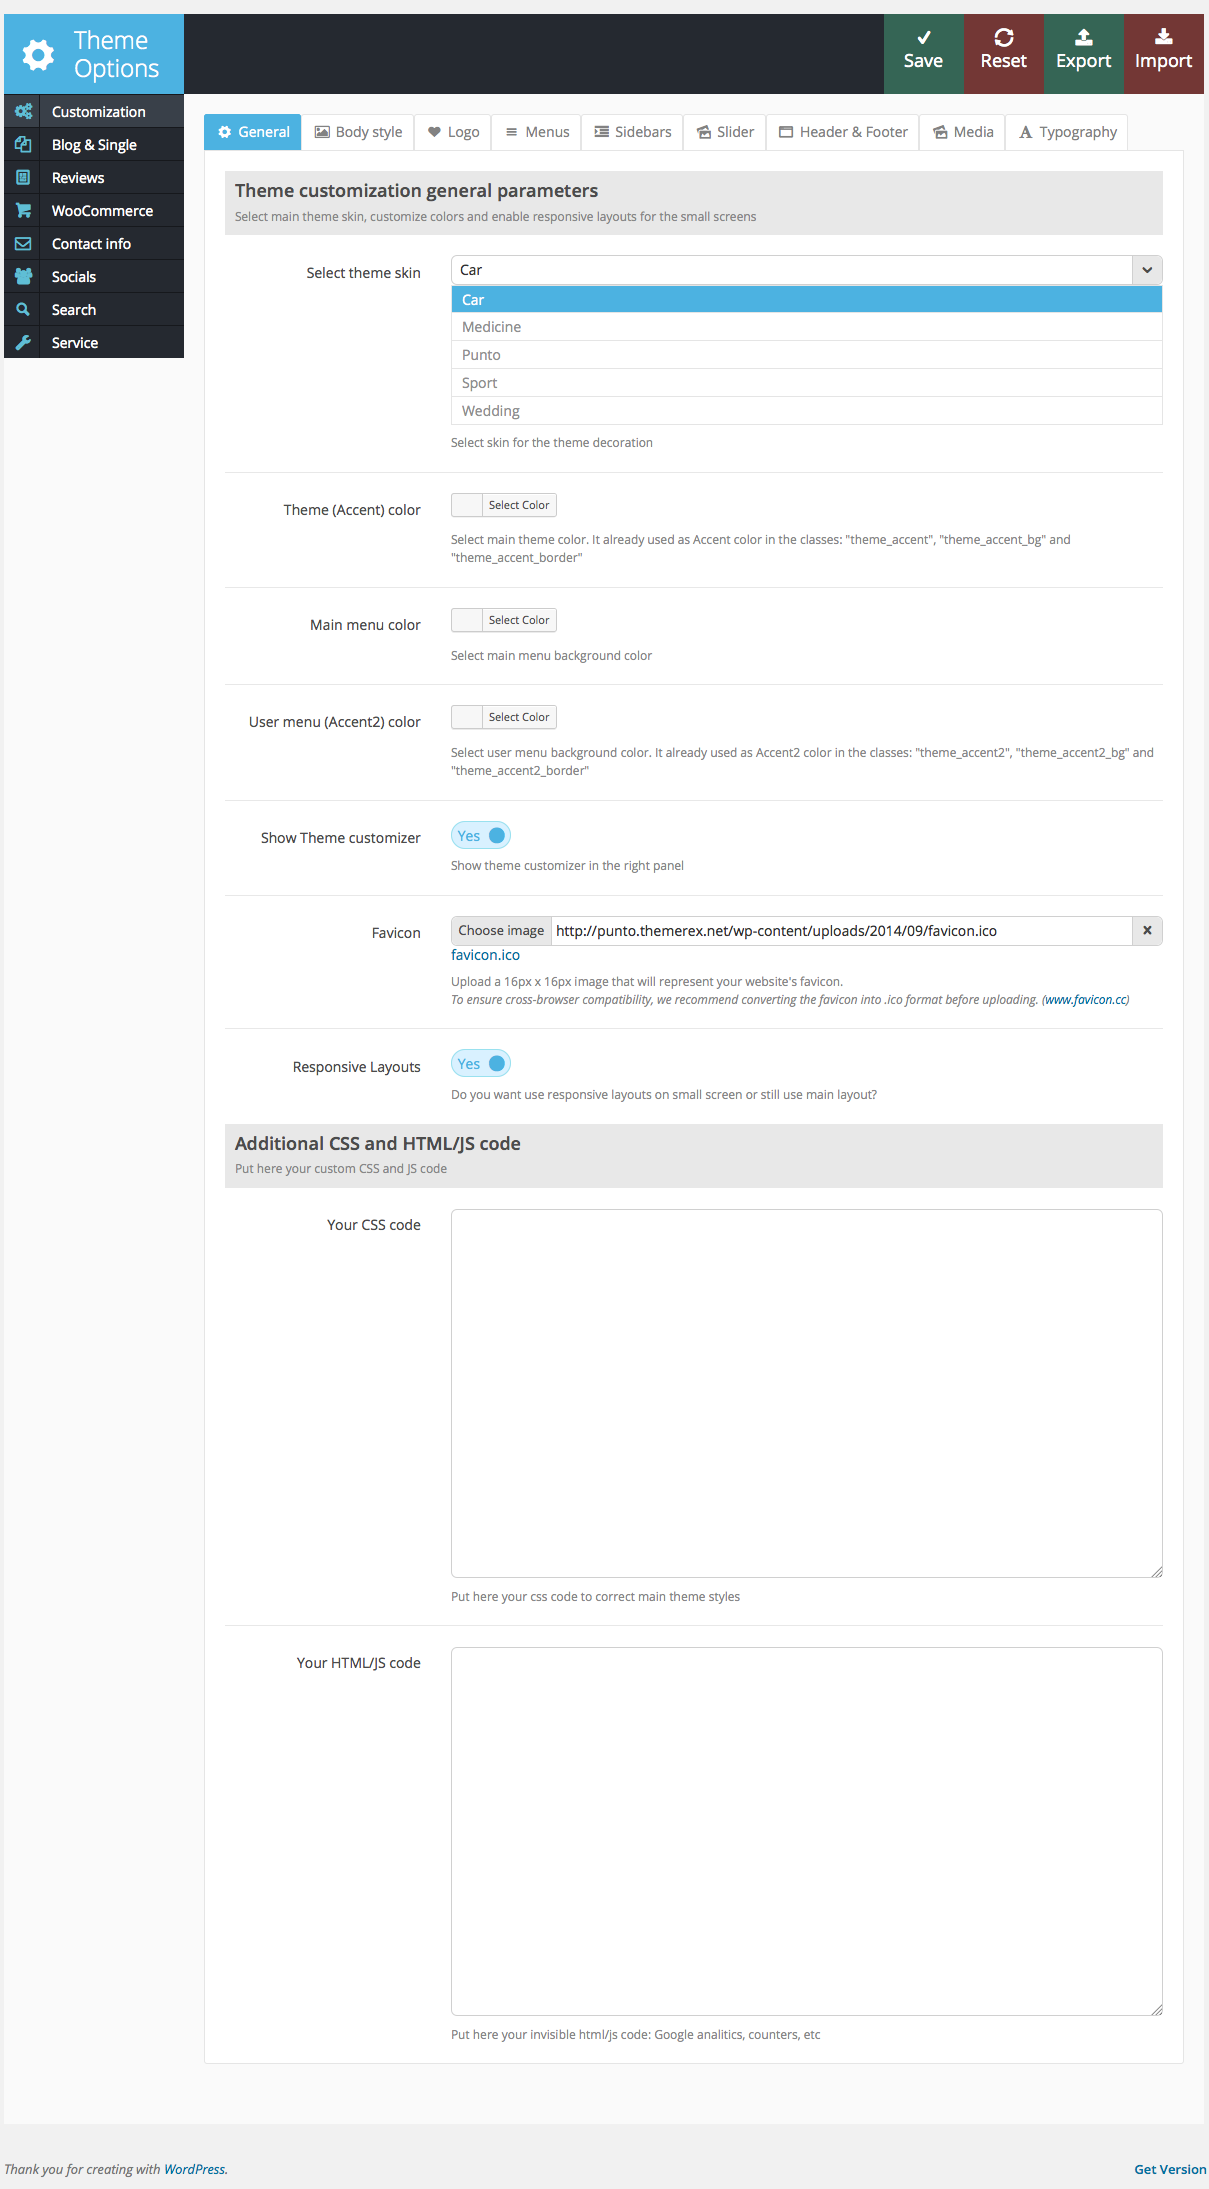 Theme
Options
Save
Reset
Export
Import
Customization
Blog & Single
Reviews
WooCommerce
Contact info
Socials
Search
Service
General
Body style
Logo
Menus
Sidebars
Slider
Header & Footer
Media
Typography
Theme customization general parameters
Select main theme skin, customize colors and enable responsive layouts for the small screens
Select theme skin
Car
Car
Medicine
Punto
Sport
Wedding
Select skin for the theme decoration
Theme (Accent) color
Select Color
Select main theme color. It already used as Accent color in the classes: "theme_accent", "theme_accent_bg" and
"theme_accent_border"
Main menu color
Select Color
Select main menu background color
User menu (Accent2) color
Select Color
Select user menu background color. It already used as Accent2 color in the classes: "theme_accent2", "theme_accent2_bg" and
"theme_accent2_border"
Show Theme customizer
Yes
Show theme customizer in the right panel
Favicon
Choose image
http://punto.themerex.net/wp-content/uploads/2014/09/favicon.ico
favicon.ico
Upload a 16px x 16px image that will represent your website's favicon.
To ensure cross-browser compatibility, we recommend converting the favicon into .ico format before uploading. (www.favicon.cc)
Responsive Layouts
Yes
Do you want use responsive layouts on small screen or still use main layout?
Additional CSS and HTML/JS code
Put here your custom CSS and JS code
Your CSS code
Put here your css code to correct main theme styles
Your HTML/JS code
Put here your invisible html/js code: Google analitics, counters, etc
Thank you for creating with WordPress.
Get Version